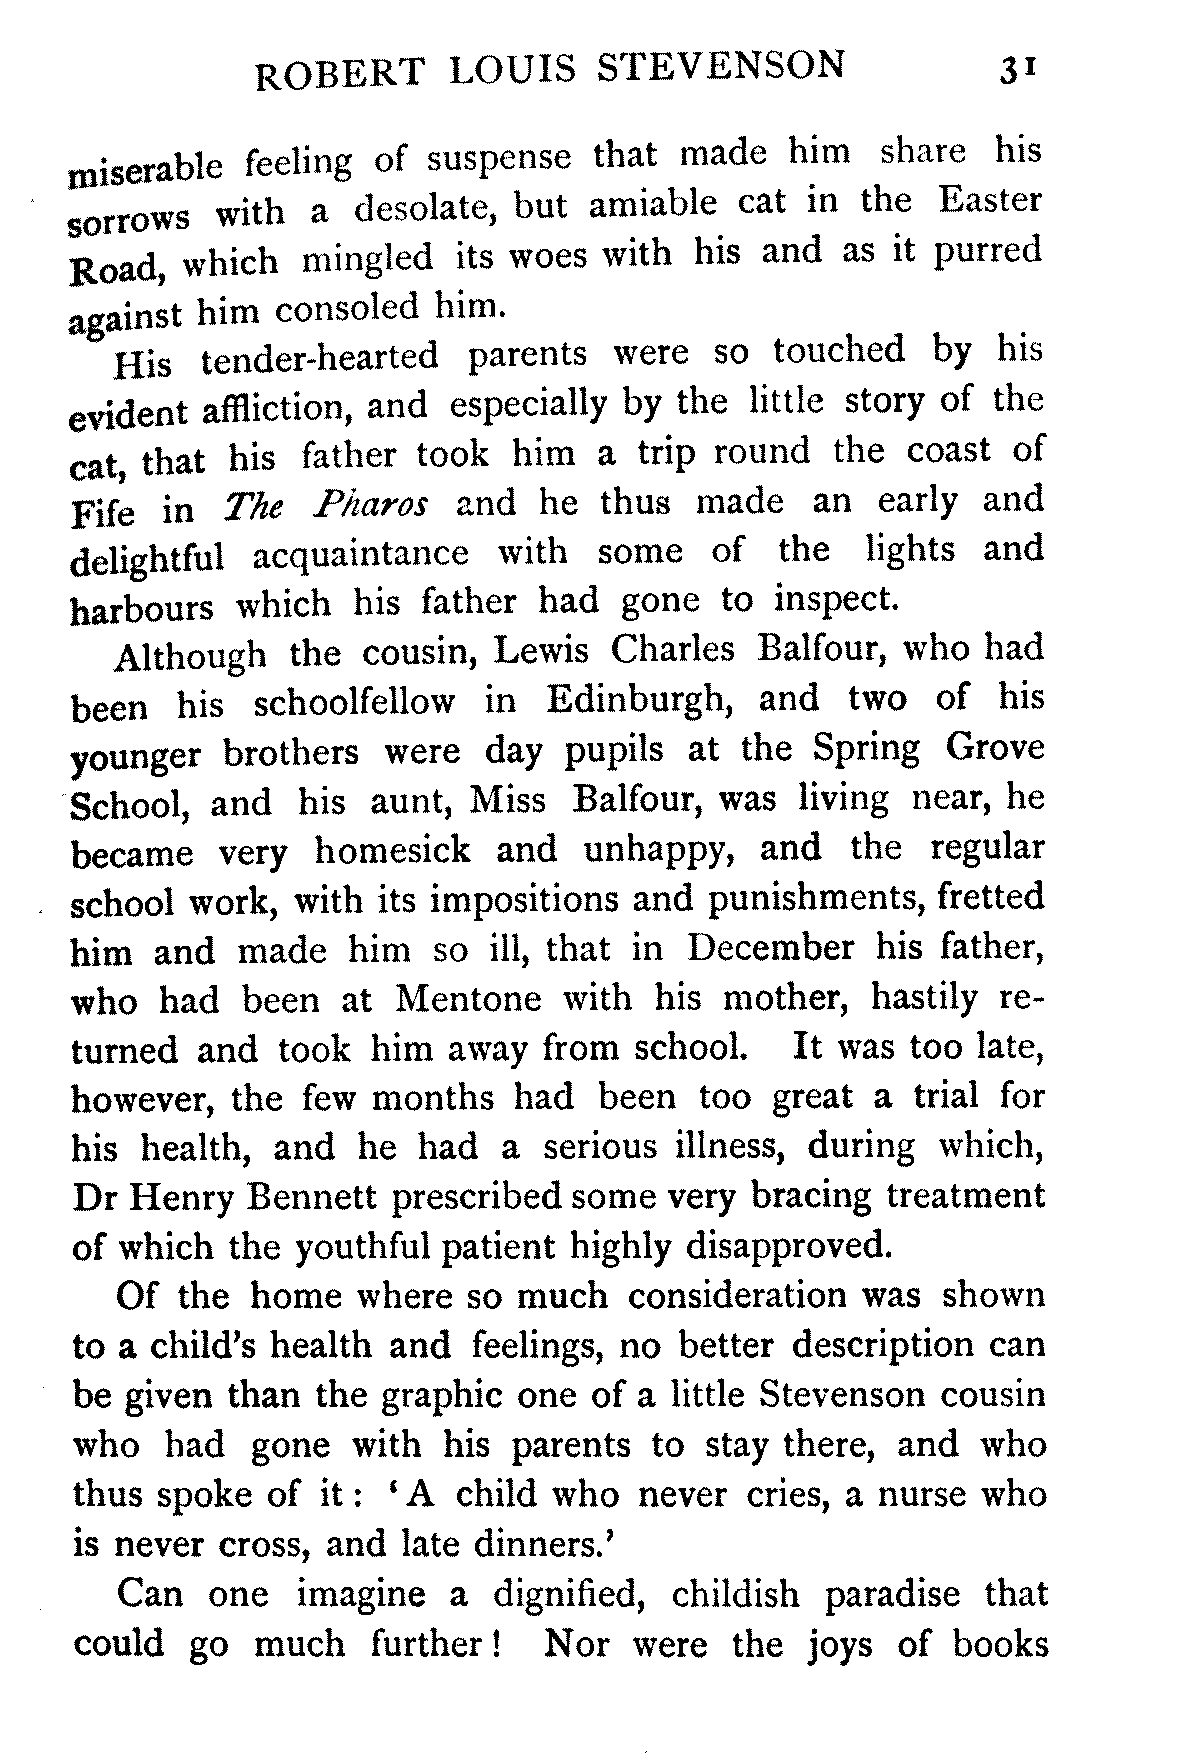 ROBERT LOUIS STEVENSON 31
miserable feeling of suspense that made him share his
sorrows with a desolate, but amiable cat in the Easter
Road, which mingled its woes with his and as it purred
against him consoled him.
His tender-hearted parents were so touched by his
evident affliction, and especially by the little story of the
cat, that his father took him a trip round the coast of
Fife in The Pharos and he thus made an early and
delightful acquaintance with some of the lights and
harbours which his father had gone to inspect.
Although the cousin, Lewis Charles Balfour, who had
been his schoolfellow in Edinburgh, and two of his
younger brothers were day pupils at the Spring Grove
School, and his aunt, Miss Balfour, was living near, he
became very homesick and unhappy, and the regular
school work, with its impositions and punishments, fretted
him and made him so ill, that in December his father,
who had been at Mentone with his mother, hastily re-
turned and took him away from school. It was too late,
however, the few months had been too great a trial for
his health, and he had a serious illness, during which,
Dr Henry Bennett prescribed some very bracing treatment
of which the youthful patient highly disapproved.
Of the home where so much consideration was shown
to a child's health and feelings, no better description can
be given than the graphic one of a little Stevenson cousin
who had gone with his parents to stay there, and who
thus spoke of it : ‘A child who never cries, a nurse who
is never cross, and late dinners.’
Can one imagine a dignified, childish paradise that
could go much further ! Nor were the joys of books